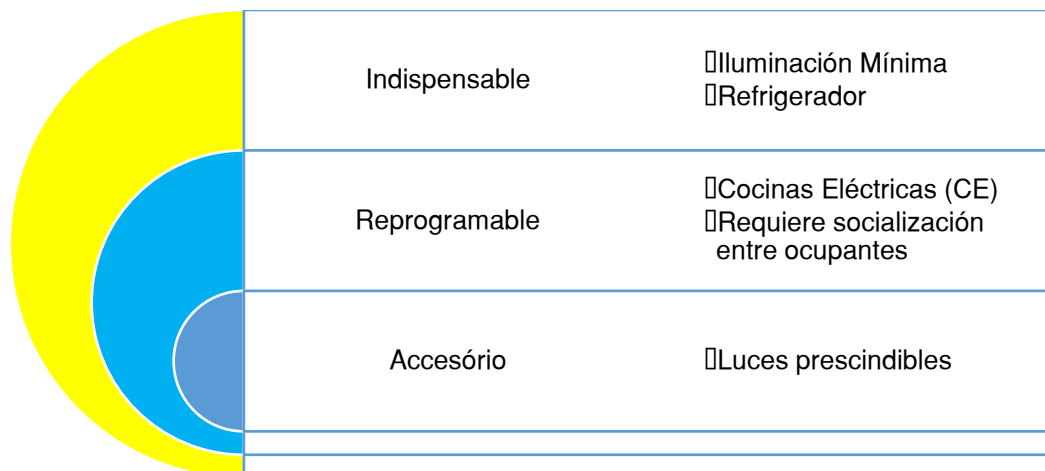 Indispensable
Iluminación Mínima
Refrigerador
Reprogramable
Cocinas Eléctricas (CE)
Requiere socialización
entre ocupantes
Accesório
Luces prescindibles